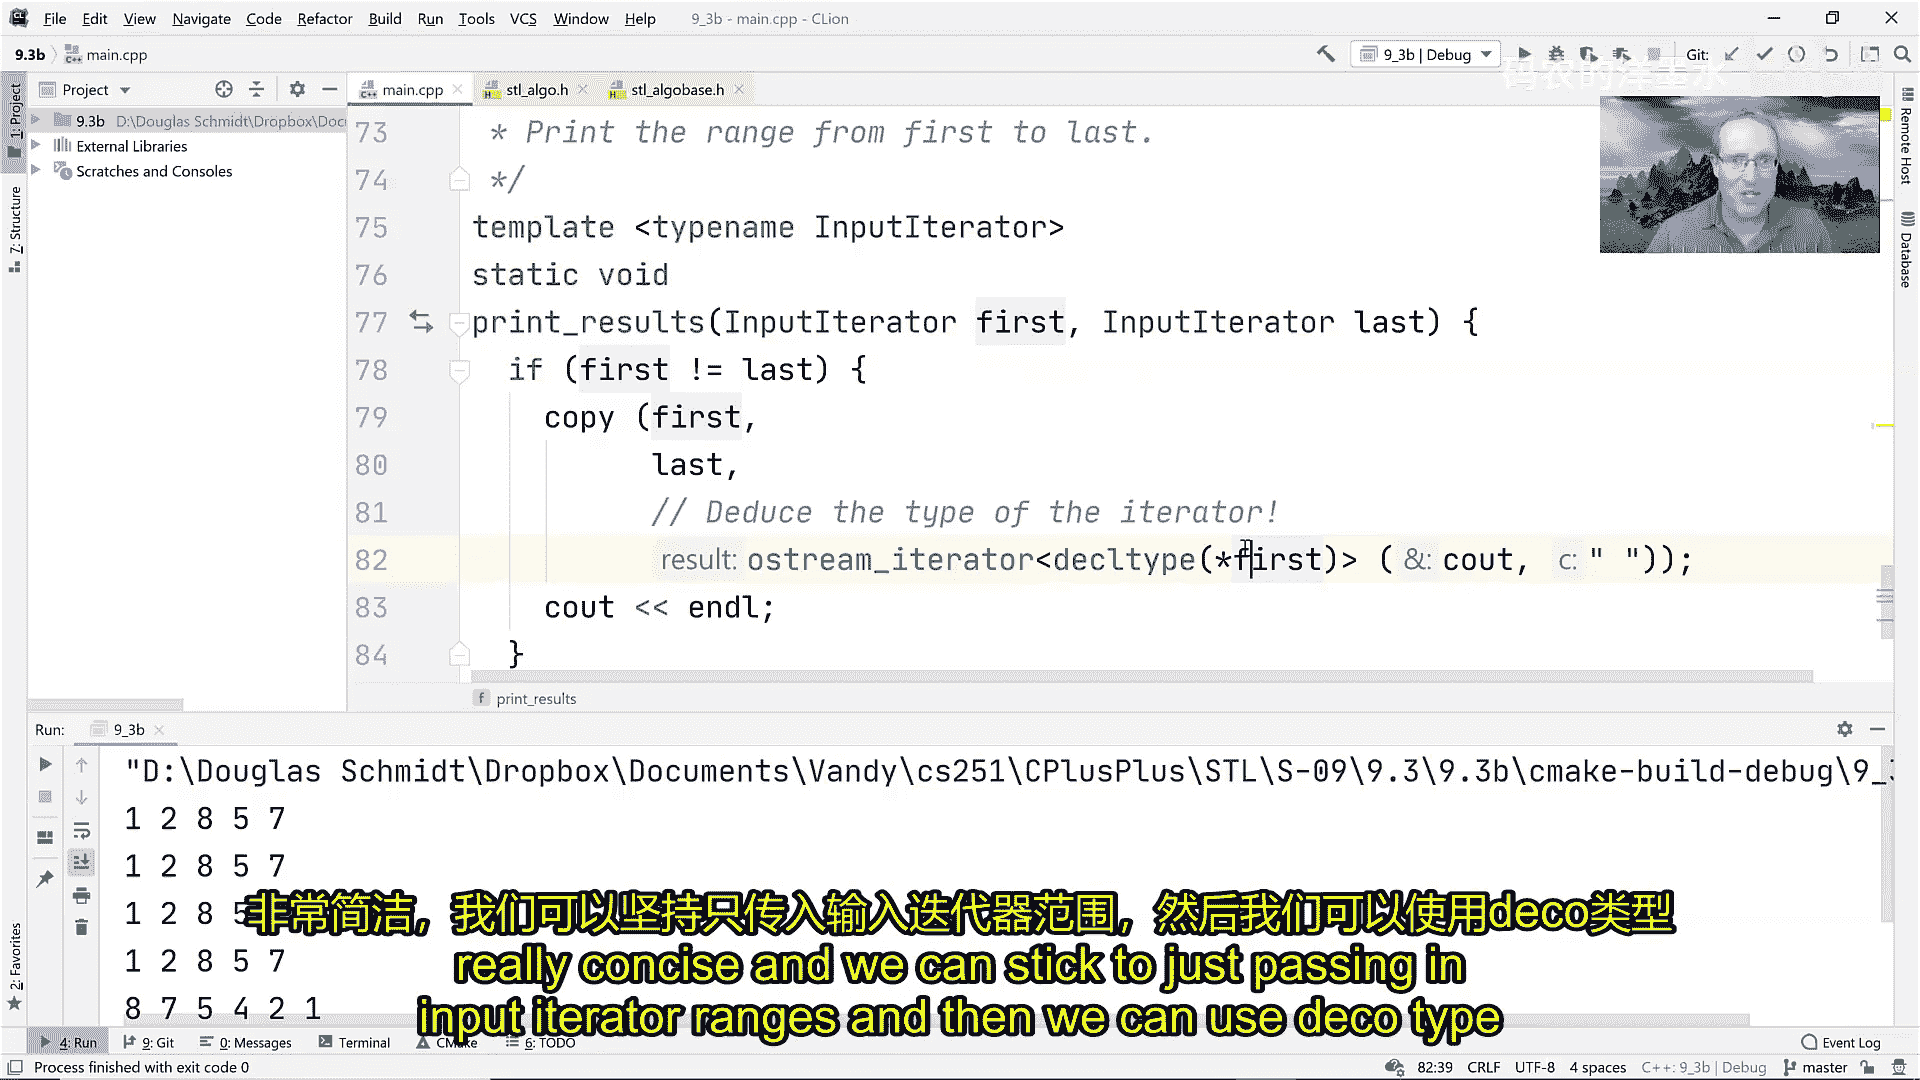 File Edit View Navigate Code Refactor Build Run Tools VCS Window Help 9_3b - main.cpp - CLion
9.3b main.cpp 9_3b | Debug Git:
码农的洋墨水
Project main.cpp stl_algo.h stl_algobase.h
1: Project
9.3b D:\Douglas Schmidt\Dropbox\Doc
External Libraries
Scratches and Consoles
7: Structure
Remote Host
Database
73 * Print the range from first to last.
74 */
75 template <typename InputIterator>
76 static void
77 print_results(InputIterator first, InputIterator last) {
78 if (first != last) {
79 copy (first,
80 last,
81 // Deduce the type of the iterator!
82 result: ostream_iterator<decltype(*first)> ( &: cout, c: " "));
83 cout << endl;
84 }
print_results
Run: 9_3b
"D:\Douglas Schmidt\Dropbox\Documents\Vandy\cs251\CPlusPlus\STL\S-09\9.3\9.3b\cmake-build-debug\9_3
1 2 8 5 7
1 2 8 5 7
1 2 8 5
1 2 8 5 7
8 7 5 4 2 1
2: Favorites
非常简洁，我们可以坚持只传入输入迭代器范围，然后我们可以使用deco类型
really concise and we can stick to just passing in
input iterator ranges and then we can use deco type
4: Run 9: Git 0: Messages Terminal CMake 6: TODO Event Log
Process finished with exit code 0 82:39 CRLF UTF-8 4 spaces C++: 9_3b | Debug master